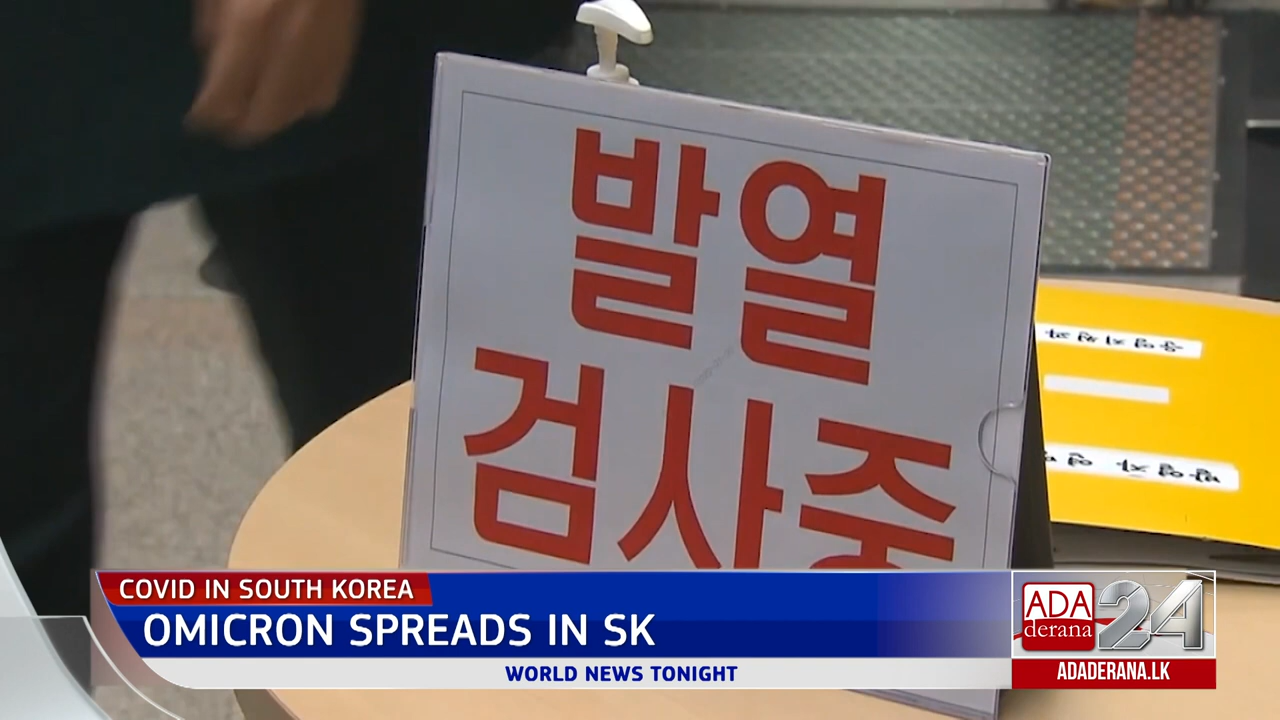 발열
검사중
COVID IN SOUTH KOREA
OMICRON SPREADS IN SK
WORLD NEWS TONIGHT
ADA
derana
24
ADADERANA.LK